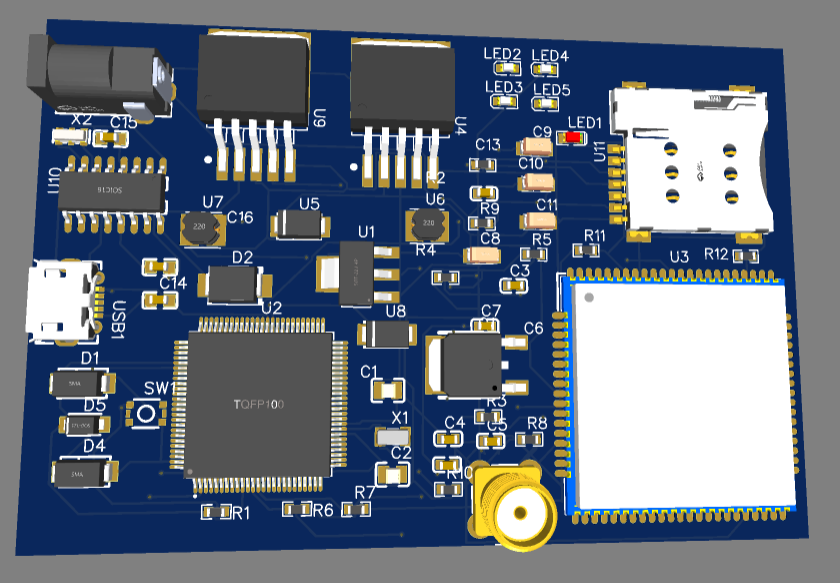 LED2
LED4
LED3
LED5
LED1
X2
C15
U9
U4
C9
C13
U11
C10
R2
SOIC16
U7
C16
U5
U6
R9
C11
220
220
U1
R4
C8
R5
R11
U3
R12
D2
C3
C14
U2
USB1
U8
C7
C6
D1
SMA
SW1
C1
TQFP100
R3
D5
X1
C4
C5
R8
D4
SMA
C2
R10
R1
R6
R7